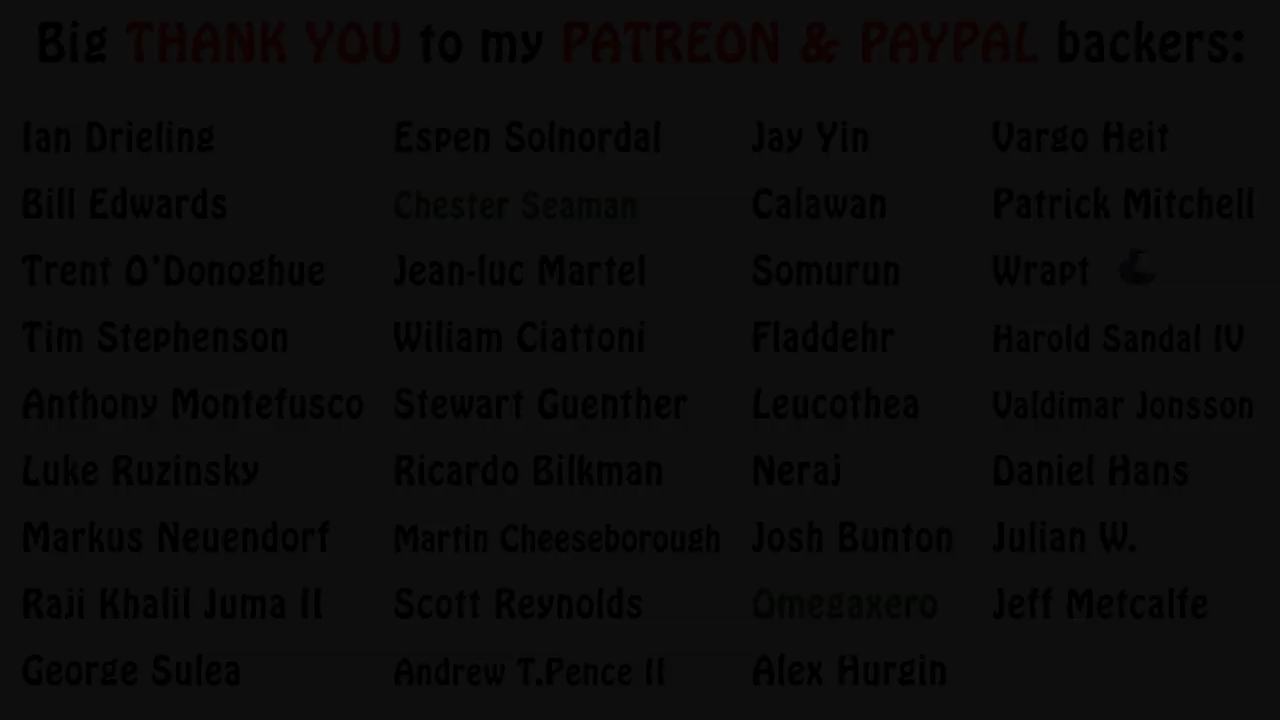 Big THANK YOU to my PATREON & PAYPAL backers:
Ian Drieling Espen Solnordal Jay Yin Vargo Heit
Bill Edwards Chester Seaman Calawan Patrick Mitchell
Trent O'Donoghue Jean-luc Martel Somurun Wrapt
Tim Stephenson Wiliam Ciattoni Fladdehr Harold Sandal IV
Anthony Montefusco Stewart Guenther Leucothea Valdimar Jonsson
Luke Ruzinsky Ricardo Bilkman Neraj Daniel Hans
Markus Neuendorf Martin Cheeseborough Josh Bunton Julian W.
Raji Khalil Juma II Scott Reynolds Omegaxero Jeff Metcalfe
George Sulea Andrew T.Pence II Alex Hurgin